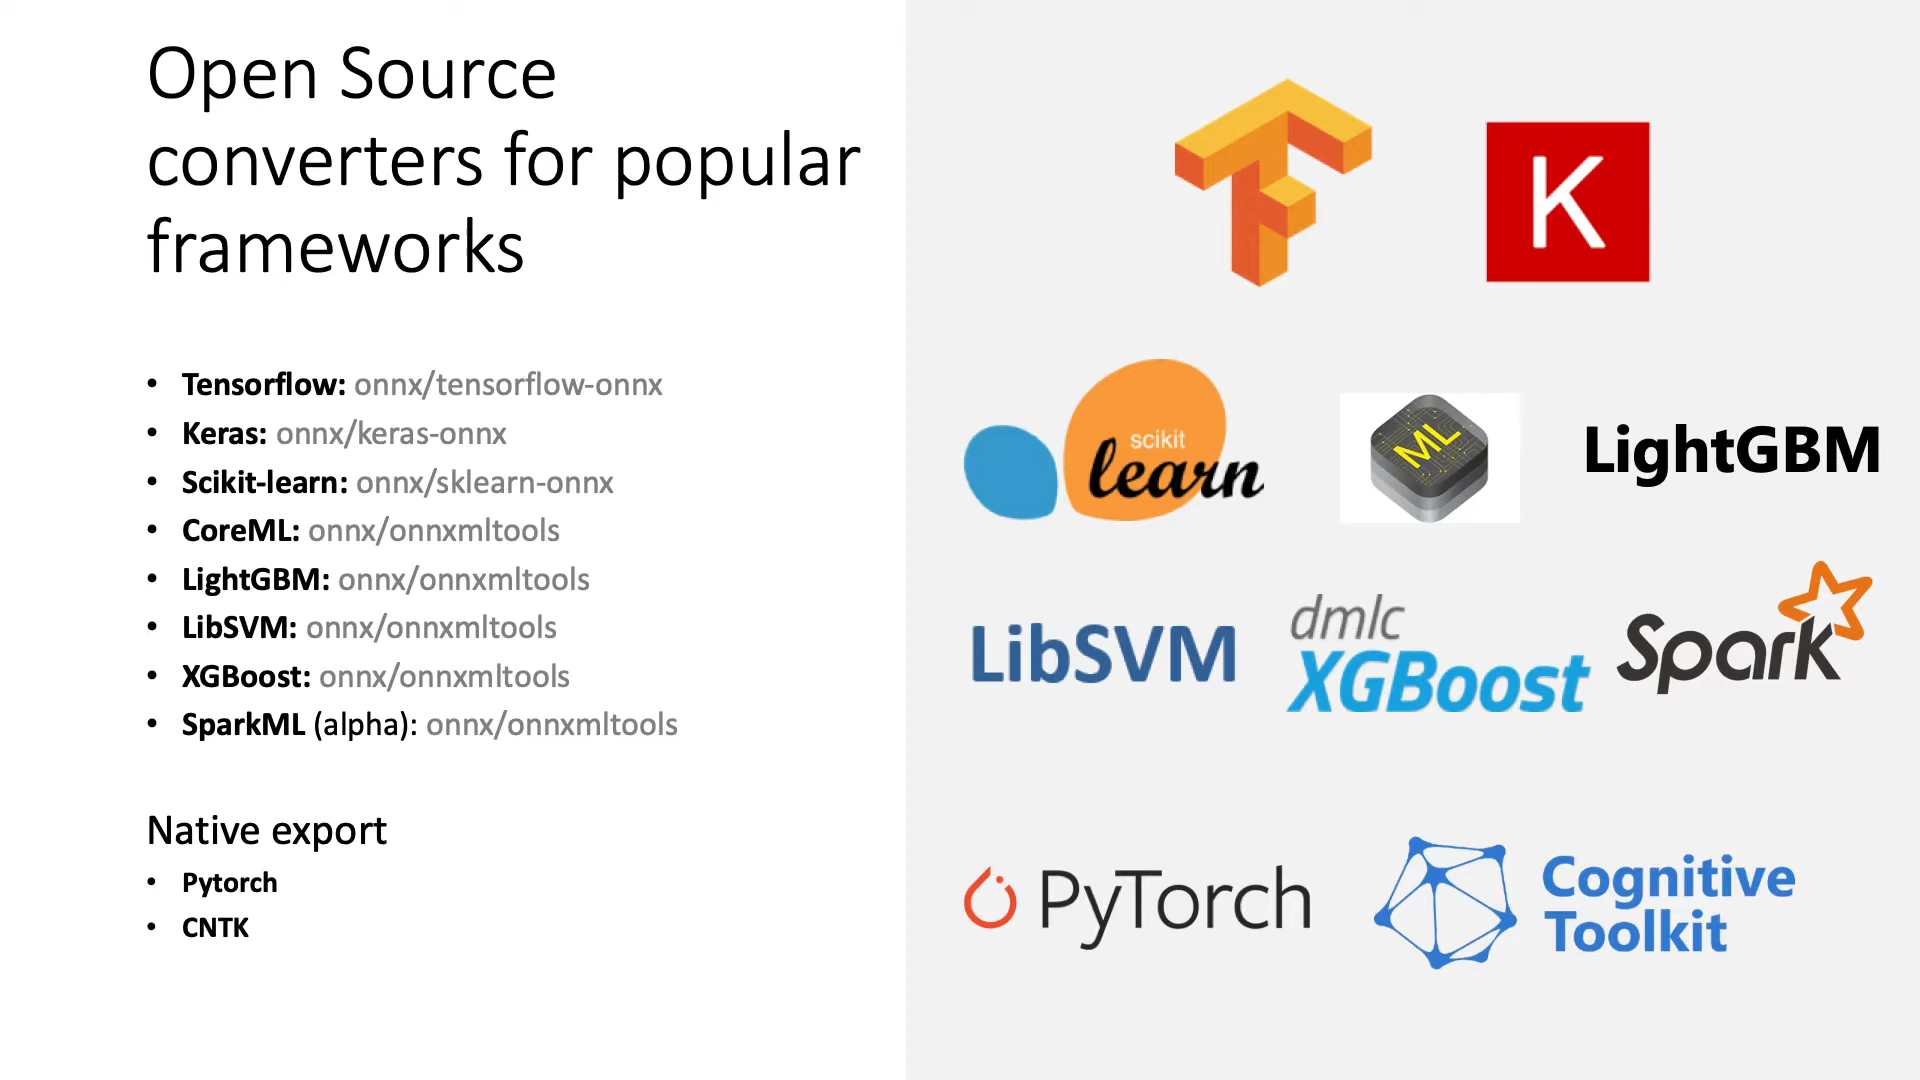 Open Source
converters for popular
frameworks
• Tensorflow: onnx/tensorflow-onnx
• Keras: onnx/keras-onnx
• Scikit-learn: onnx/sklearn-onnx
• CoreML: onnx/onnxmltools
• LightGBM: onnx/onnxmltools
• LibSVM: onnx/onnxmltools
• XGBoost: onnx/onnxmltools
• SparkML (alpha): onnx/onnxmltools
Native export
• Pytorch
• CNTK
K
scikit
learn
ML
LightGBM
LibSVM
dmlc
XGBoost
Spark
PyTorch
Cognitive
Toolkit